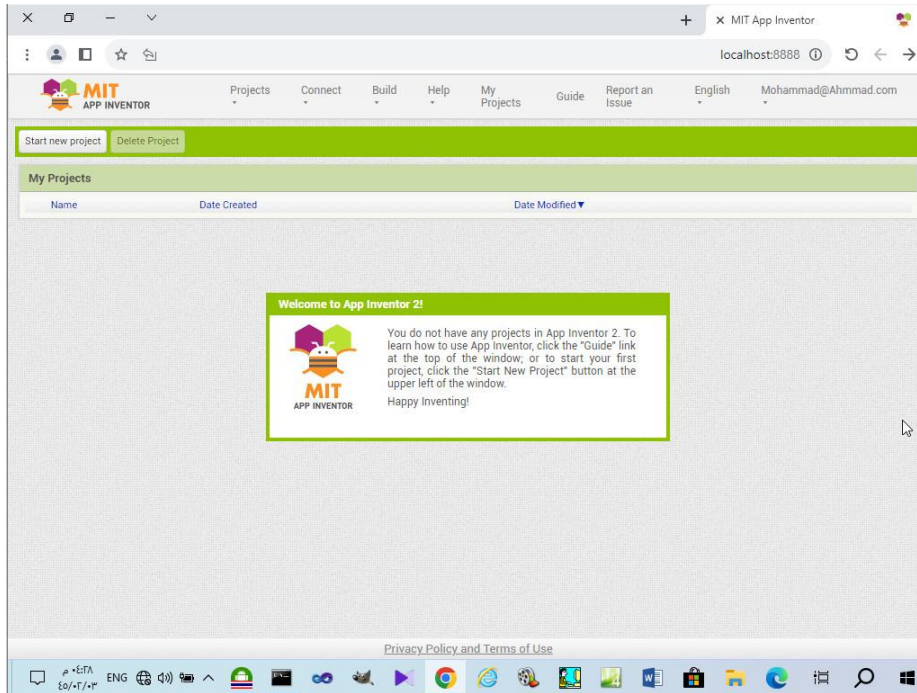 MIT App Inventor
localhost:8888
MIT
APP INVENTOR
Projects
Connect
Build
Help
My
Projects
Guide
Report an
Issue
English
Mohammad@Ahmmad.com
Start new project
Delete Project
My Projects
Name
Date Created
Date Modified▼
Welcome to App Inventor 2!
You do not have any projects in App Inventor 2. To
learn how to use App Inventor, click the "Guide" link
at the top of the window; or to start your first
project, click the "Start New Project" button at the
upper left of the window.
Happy Inventing!
MIT
APP INVENTOR
Privacy Policy and Terms of Use
٠٤:٢٨ م
٤٥/٠٢/٠٣
ENG